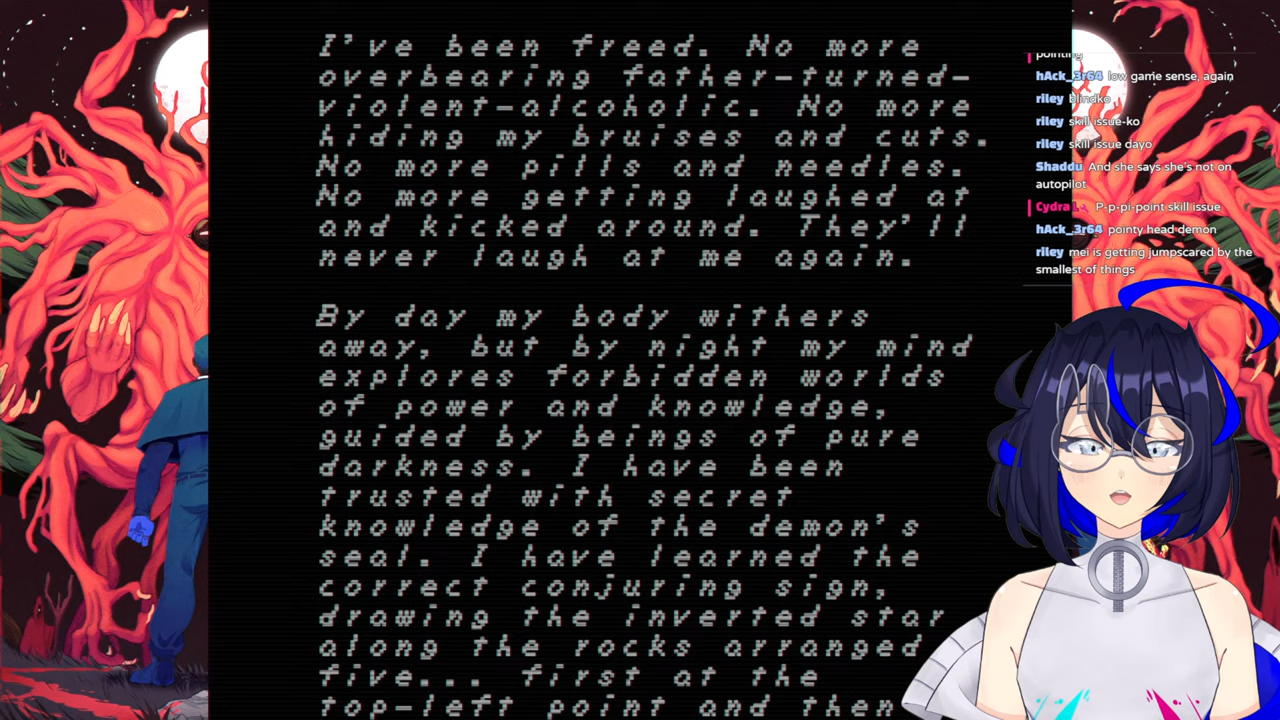 I've been freed. No more
overbearing father-turned-
violent-alcoholic. No more
hiding my bruises and cuts.
No more pills and needles.
No more getting laughed at
and kicked around. They'll
never laugh at me again.
By day my body withers
away, but by night my mind
explores forbidden worlds
of power and knowledge,
guided by beings of pure
darkness. I have been
trusted with secret
knowledge of the demon's
seal. I have learned the
correct conjuring sign,
drawing the inverted star
along the rocks arranged
five... first at the
top-left point and then
pointing
hAck_3r64 low game sense, again
riley blindko
riley skill issue-ko
riley skill issue dayo
Shaddu And she says she's not on
autopilot
Cydra P-p-pi-point skill issue
hAck_3r64 pointy head demon
riley mei is getting jumpscared by the
smallest of things